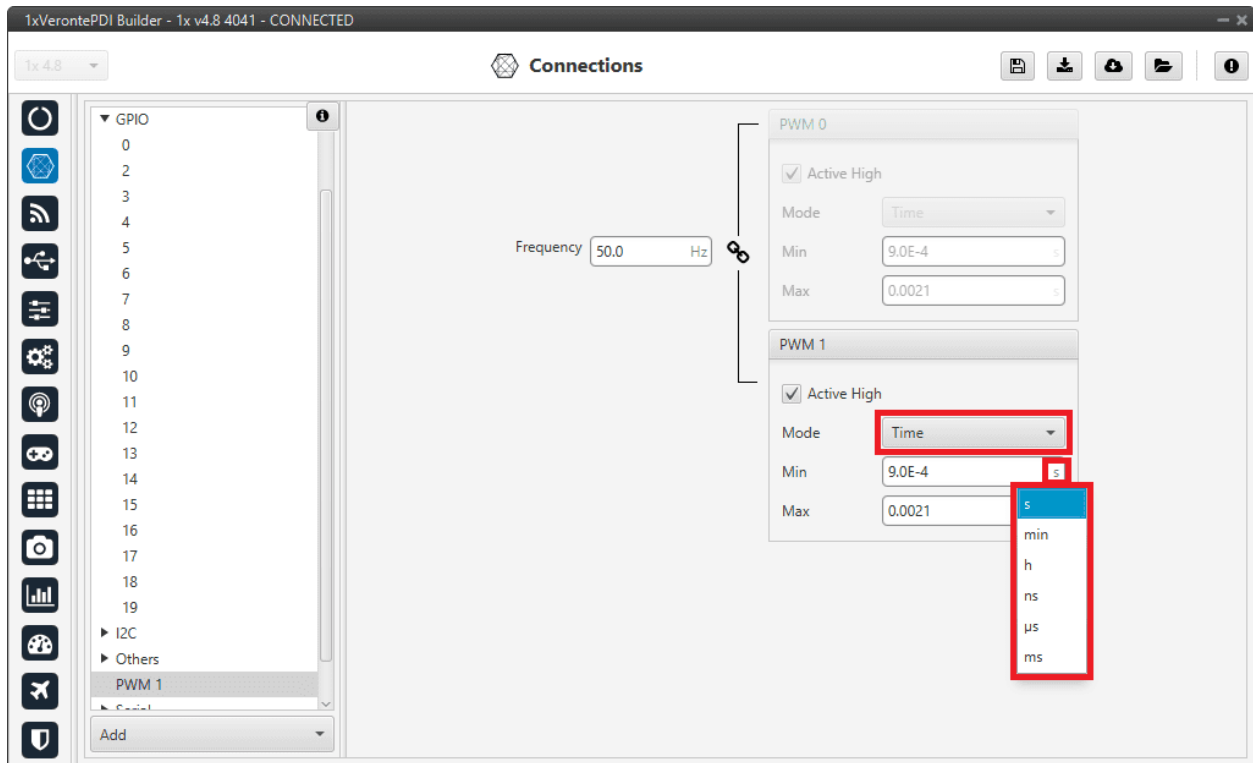 1xVerontePDI Builder - 1x v4.8 4041 - CONNECTED
1x 4.8
Connections
GPIO
0
2
3
4
5
6
7
8
9
10
11
12
13
14
15
16
17
18
19
I2C
Others
PWM 1
Serial
Add
Frequency 50.0 Hz
PWM 0
Active High
Mode Time
Min 9.0E-4 s
Max 0.0021 s
PWM 1
Active High
Mode Time
Min 9.0E-4 s
Max 0.0021
s
min
h
ns
μs
ms